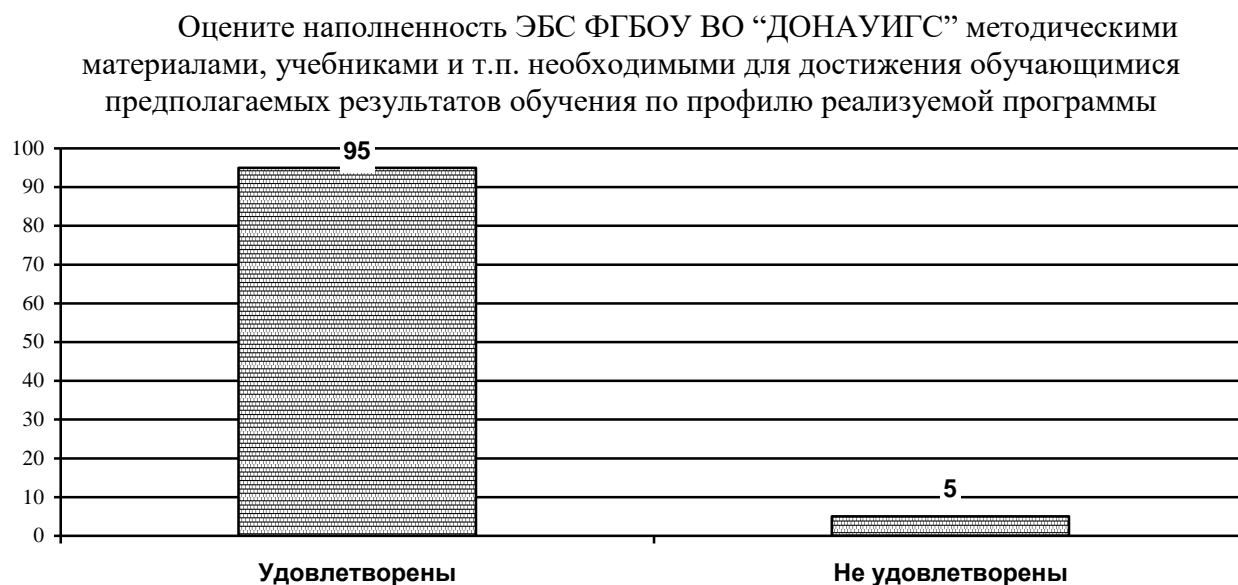 Оцените наполненность ЭБС ФГБОУ ВО “ДОНАУИГС” методическими
материалами, учебниками и т.п. необходимыми для достижения обучающимися
предполагаемых результатов обучения по профилю реализуемой программы
100
90
80
70
60
50
40
30
20
10
0
95
5
Удовлетворены
Не удовлетворены